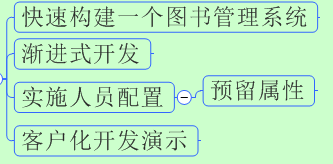 快速构建一个图书管理系统
渐进式开发
实施人员配置
预留属性
客户化开发演示